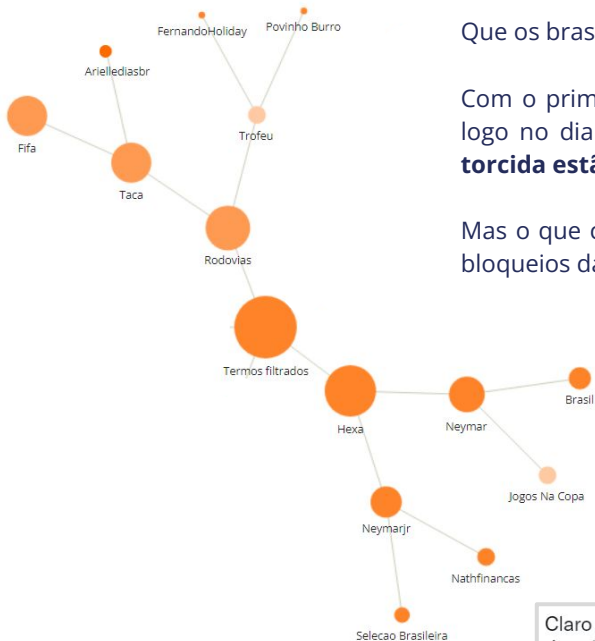 FernandoHoliday
Povinho Burro
Ariellediasbr
Trofeu
Fifa
Taca
Rodovias
Termos filtrados
Hexa
Neymar
Brasil
Jogos Na Copa
Neymarjr
Nathfinancas
Selecao Brasileira
Que os bras
Com o prim
logo no dia
torcida est
Mas o que
bloqueios da
Claro